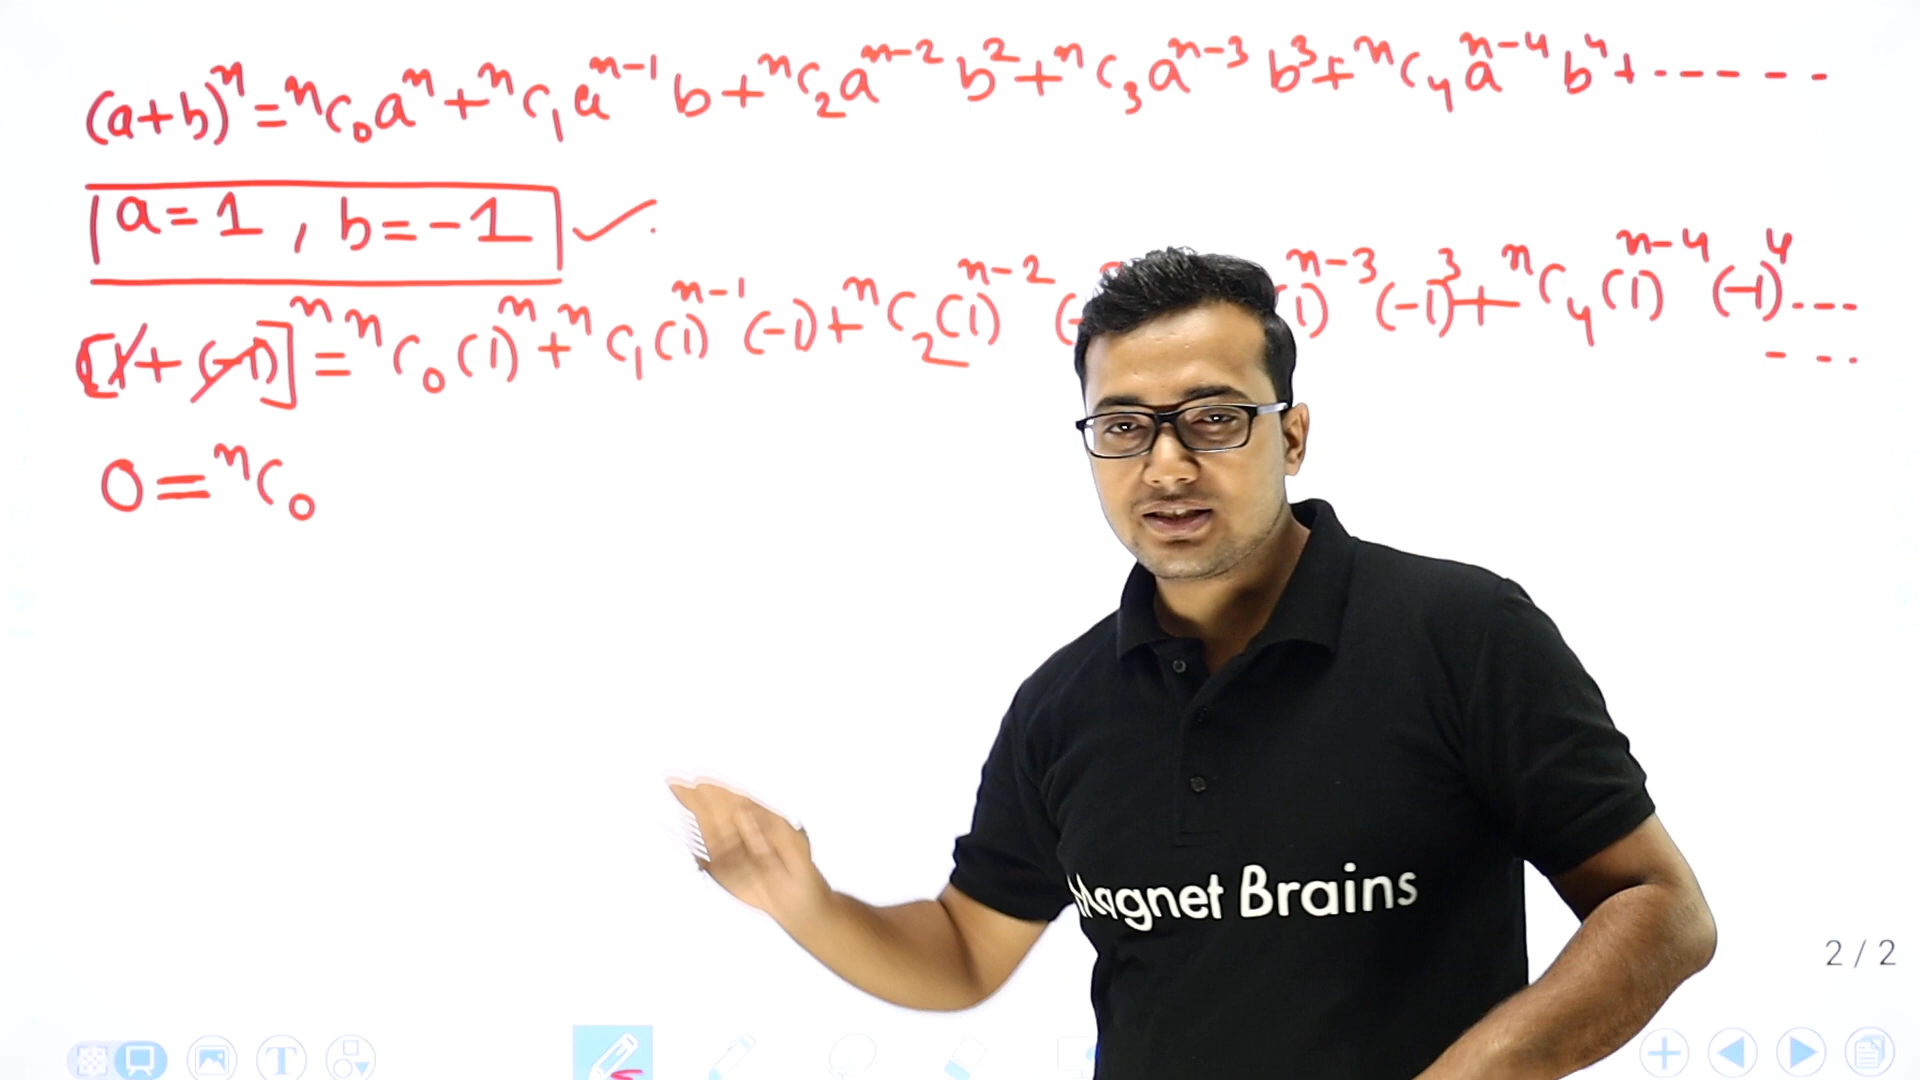 (a+b)ⁿ = ⁿC₀aⁿ + ⁿC₁aⁿ⁻¹b + ⁿC₂aⁿ⁻²b² + ⁿC₃aⁿ⁻³b³ + ⁿC₄aⁿ⁻⁴b⁴ + ------
a = 1 , b = -1 ✓
[1 + (-1)]ⁿ = ⁿC₀(1)ⁿ + ⁿC₁(1)ⁿ⁻¹(-1) + ⁿC₂(1)ⁿ⁻²(- 1)ⁿ⁻³(-1)³ + ⁿC₄(1)ⁿ⁻⁴(-1)⁴ ---
---
0 = ⁿC₀
Magnet Brains
2 / 2
T